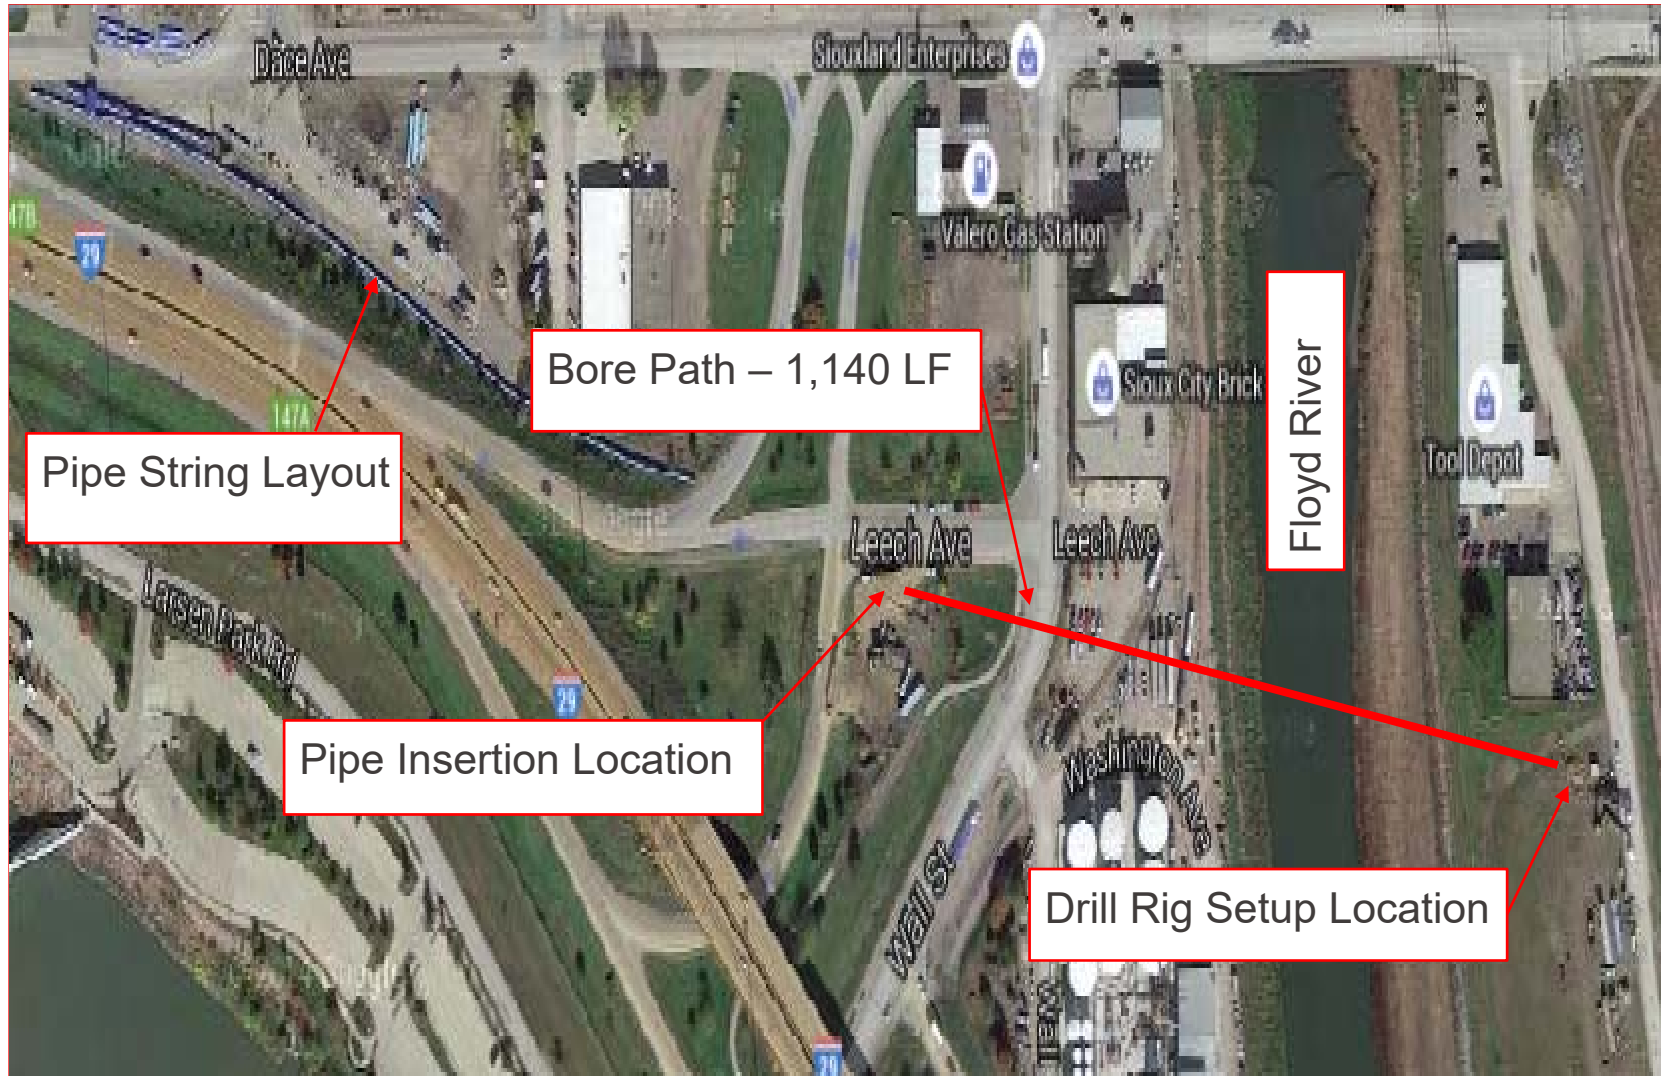 Dace Ave
Siouxland Enterprises
Valero Gas Station
47B
29
Bore Path – 1,140 LF
Sioux City Brick
Floyd River
147A
Pipe String Layout
Tool Depot
Leech Ave
Leech Ave
Larsen Park Rd
29
Pipe Insertion Location
Washington Ave
Drill Rig Setup Location
Wall St
29